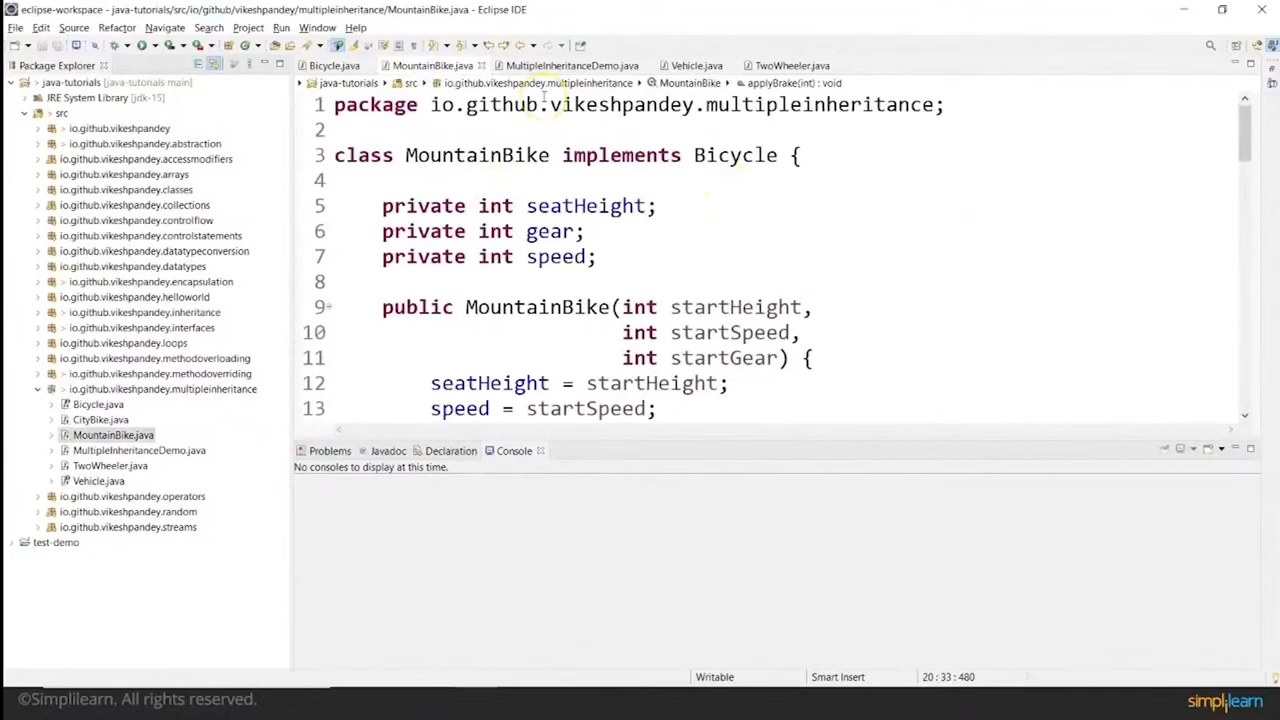 eclipse-workspace - java-tutorials/src/io/github/vikeshpandey/multipleinheritance/MountainBike.java - Eclipse IDE
File Edit Source Refactor Navigate Search Project Run Window Help
Package Explorer
Bicycle.java MountainBike.java MultipleInheritanceDemo.java Vehicle.java TwoWheeler.java
java-tutorials src io.github.vikeshpandey.multipleinheritance MountainBike applyBrake(int) : void
java-tutorials [java-tutorials main]
JRE System Library [jdk-15]
src
io.github.vikeshpandey
io.github.vikeshpandey.abstraction
io.github.vikeshpandey.accessmodifiers
io.github.vikeshpandey.arrays
io.github.vikeshpandey.classes
io.github.vikeshpandey.collections
io.github.vikeshpandey.controlflow
io.github.vikeshpandey.controlstatements
io.github.vikeshpandey.datatypeconversion
io.github.vikeshpandey.datatypes
io.github.vikeshpandey.encapsulation
io.github.vikeshpandey.helloworld
io.github.vikeshpandey.inheritance
io.github.vikeshpandey.interfaces
io.github.vikeshpandey.loops
io.github.vikeshpandey.methodoverloading
io.github.vikeshpandey.methodoverriding
io.github.vikeshpandey.multipleinheritance
Bicycle.java
CityBike.java
MountainBike.java
MultipleInheritanceDemo.java
TwoWheeler.java
Vehicle.java
io.github.vikeshpandey.operators
io.github.vikeshpandey.random
io.github.vikeshpandey.streams
test-demo
1 package io.github.vikeshpandey.multipleinheritance;
2
3 class MountainBike implements Bicycle {
4
5 private int seatHeight;
6 private int gear;
7 private int speed;
8
9 public MountainBike(int startHeight,
10 int startSpeed,
11 int startGear) {
12 seatHeight = startHeight;
13 speed = startSpeed;
Problems Javadoc Declaration Console
No consoles to display at this time.
Writable Smart Insert 20 : 33 : 480
©Simplilearn. All rights reserved.
simplilearn